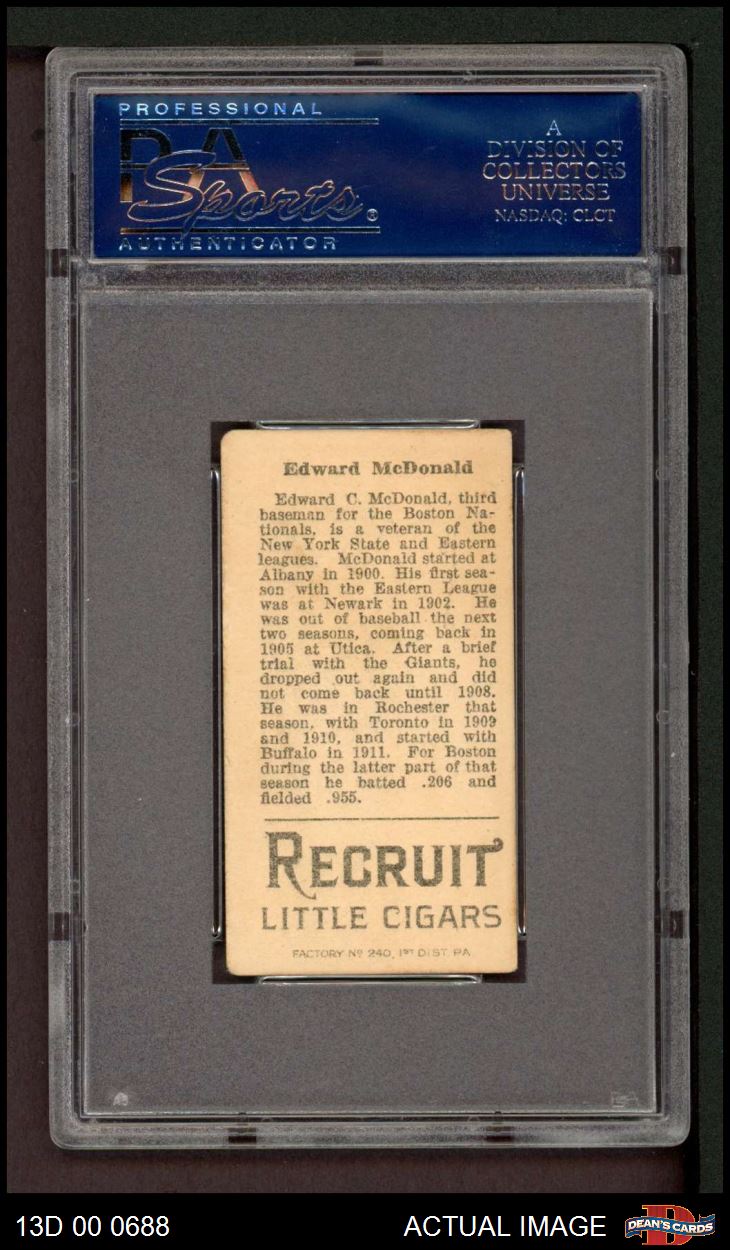 PROFESSIONAL
PSA
Sports®
AUTHENTICATOR
A
DIVISION OF
COLLECTORS
UNIVERSE
NASDAQ: CLCT
Edward McDonald
Edward C. McDonald, third
baseman for the Boston Na-
tionals, is a veteran of the
New York State and Eastern
leagues. McDonald started at
Albany in 1900. His first sea-
son with the Eastern League
was at Newark in 1902. He
was out of baseball the next
two seasons, coming back in
1905 at Utica. After a brief
trial with the Giants, he
dropped out again and did
not come back until 1908.
He was in Rochester that
season, with Toronto in 1909
and 1910, and started with
Buffalo in 1911. For Boston
during the latter part of that
season he batted .206 and
fielded .955.
RECRUIT
LITTLE CIGARS
FACTORY Nº 240, 1ST DIST. PA.
13D 00 0688
ACTUAL IMAGE
D
DEAN'S CARDS